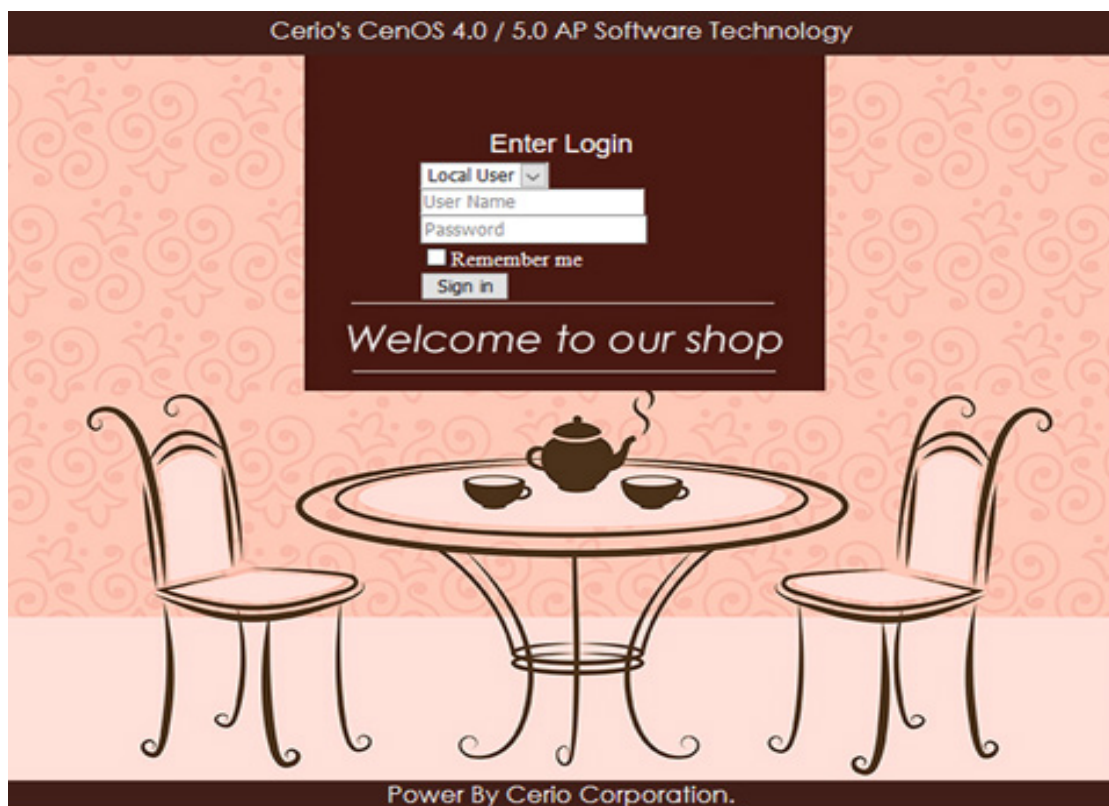 Cerio's CenOS 4.0 / 5.0 AP Software Technology
Enter Login
Local User
User Name
Password
Remember me
Sign in
Welcome to our shop
Power By Cerio Corporation.